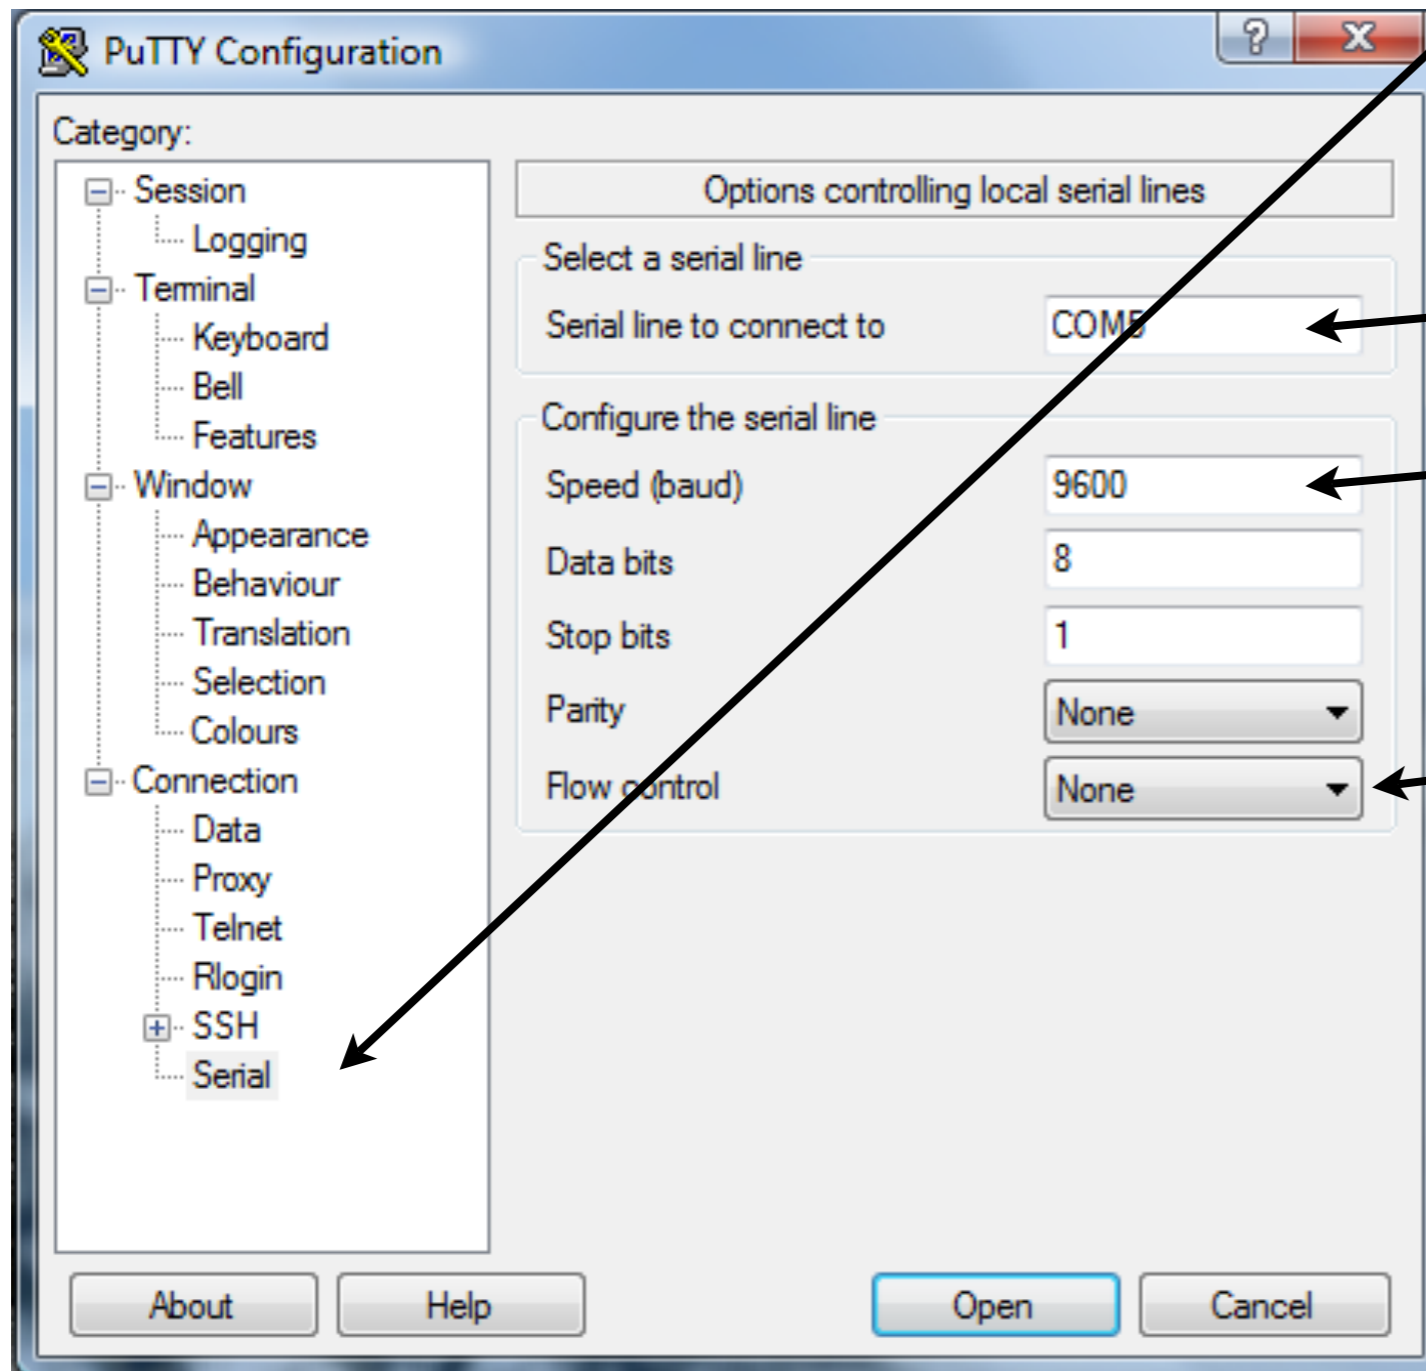 PuTTY Configuration
Category:
Session
Logging
Terminal
Keyboard
Bell
Features
Window
Appearance
Behaviour
Translation
Selection
Colours
Connection
Data
Proxy
Telnet
Rlogin
SSH
Serial
Options controlling local serial lines
Select a serial line
Serial line to connect to COM5
Configure the serial line
Speed (baud) 9600
Data bits 8
Stop bits 1
Parity None
Flow control None
About Help Open Cancel